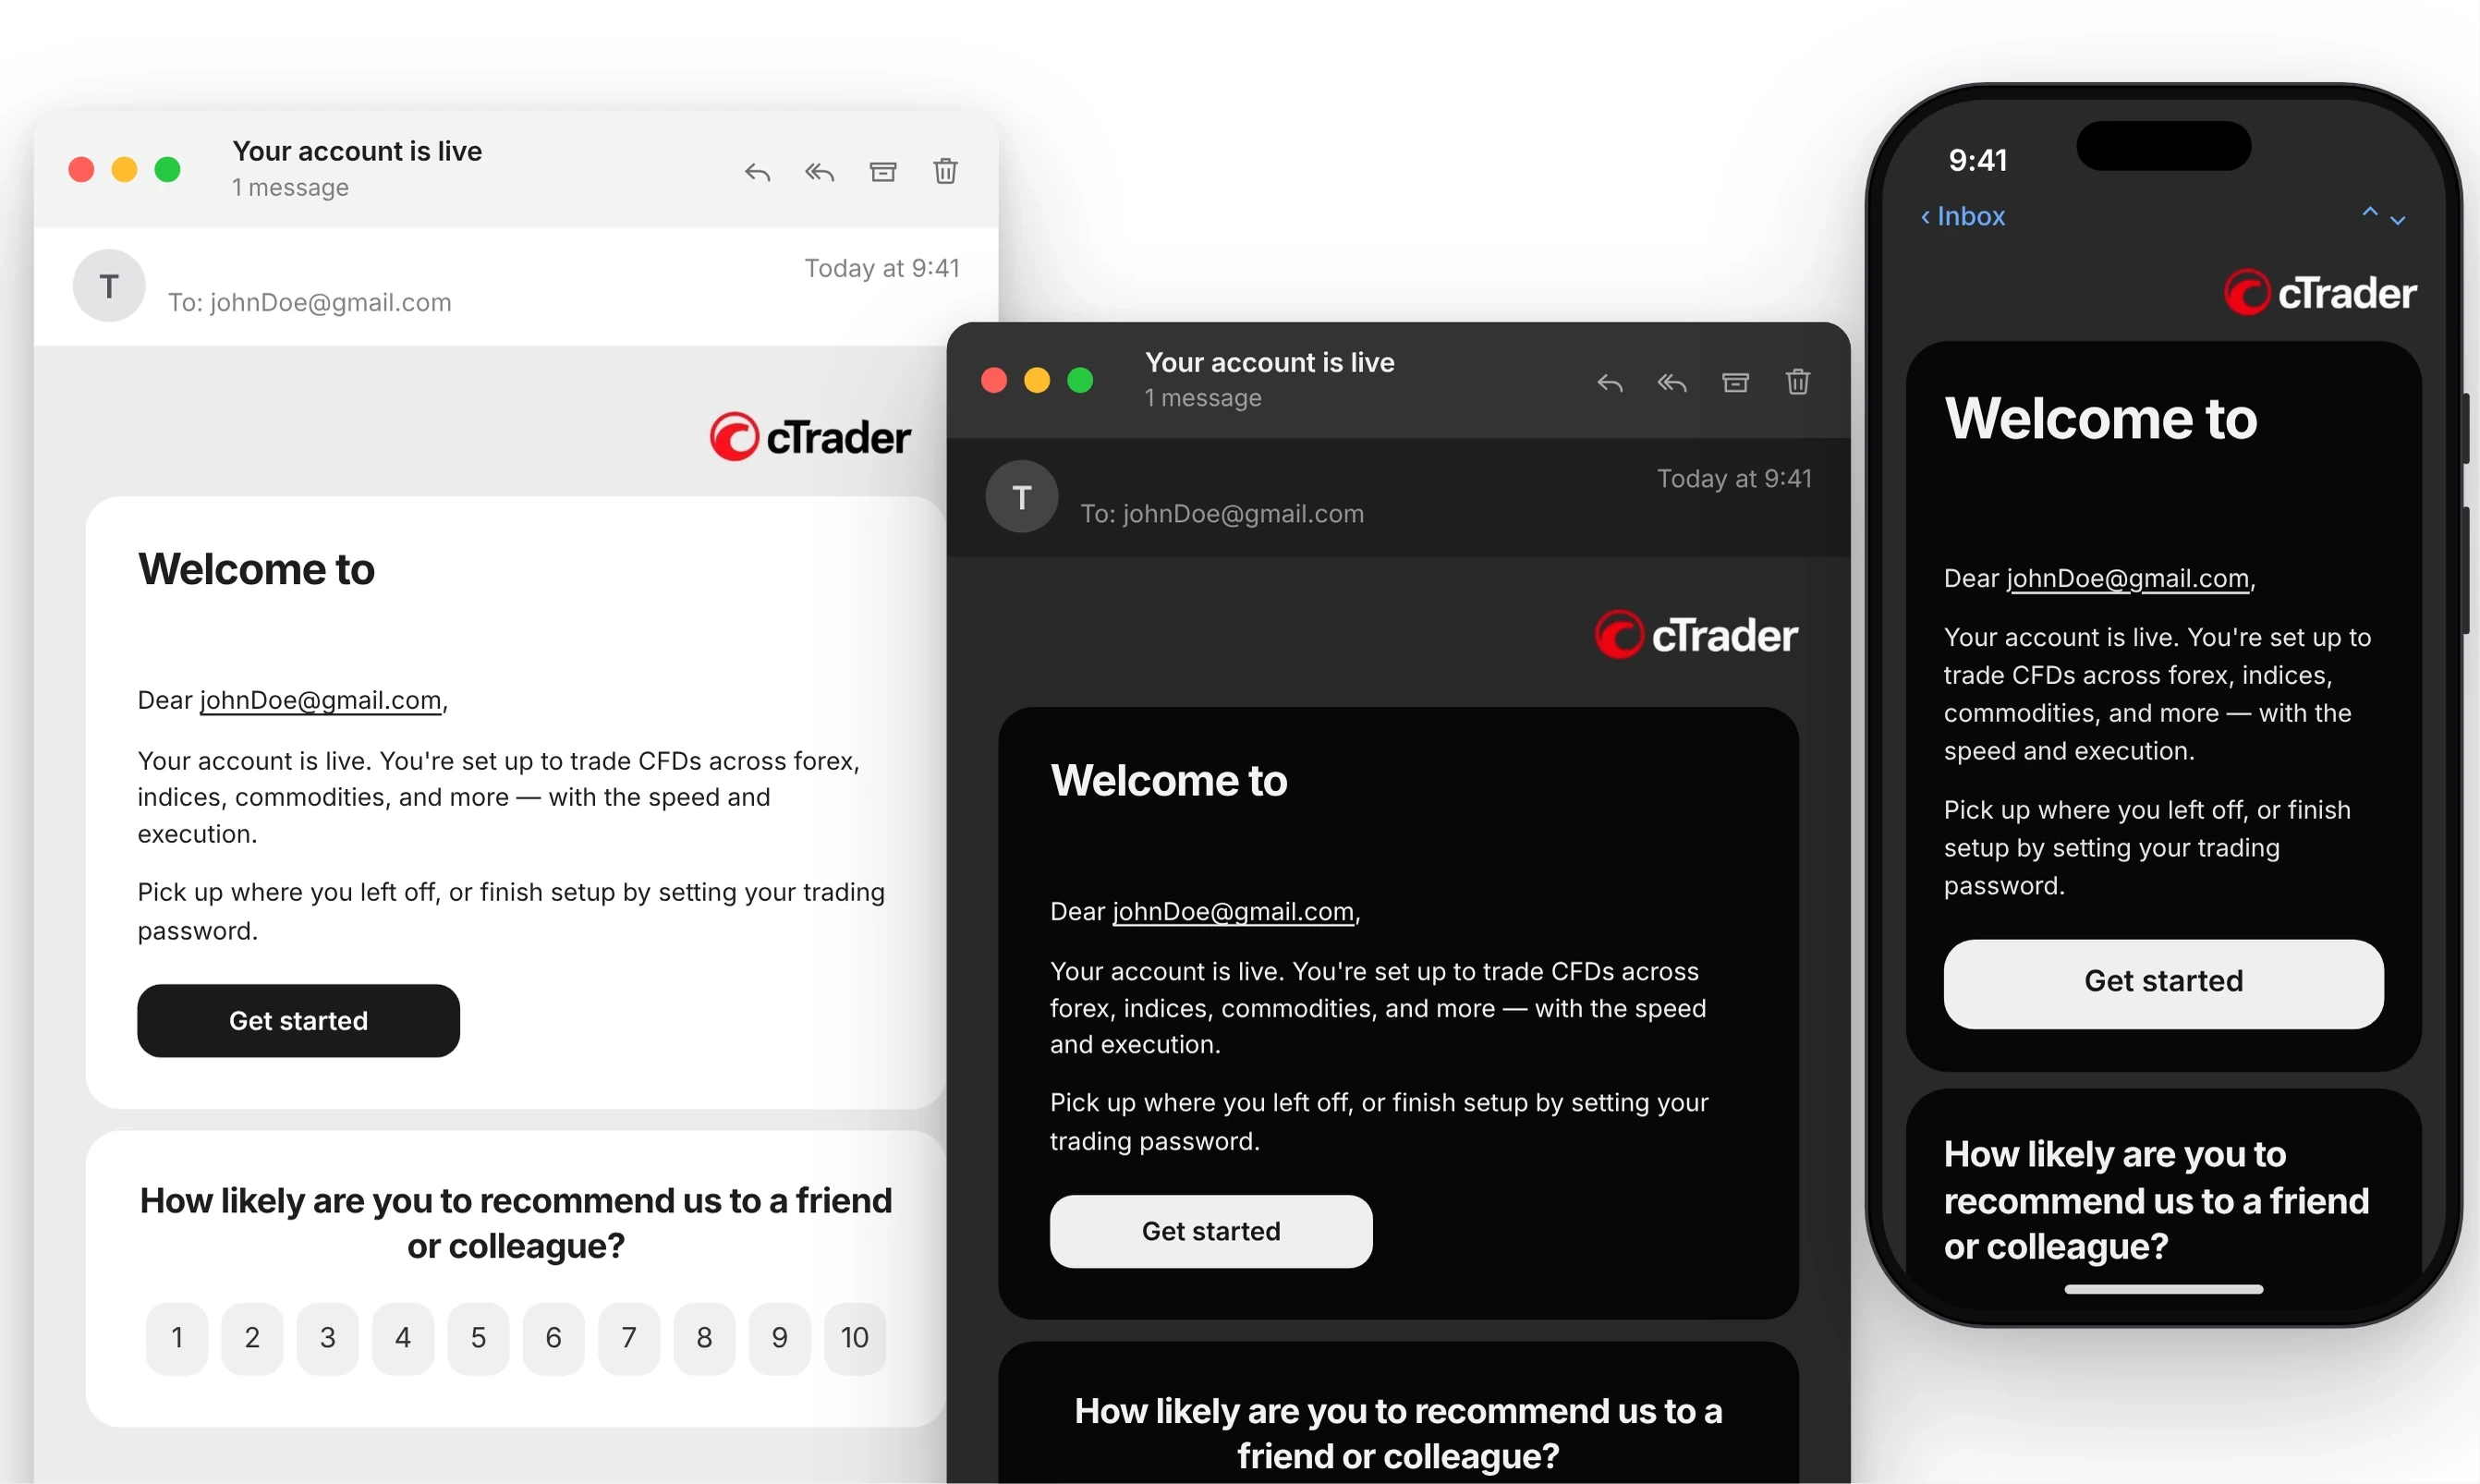 Your account is live
1 message
T
Today at 9:41
To: johnDoe@gmail.com
cTrader
Welcome to
Dear johnDoe@gmail.com,
Your account is live. You're set up to trade CFDs across forex,
indices, commodities, and more — with the speed and
execution.
Pick up where you left off, or finish setup by setting your trading
password.
Get started
How likely are you to recommend us to a friend
or colleague?
1 2 3 4 5 6 7 8 9 10
Your account is live
1 message
T
Today at 9:41
To: johnDoe@gmail.com
cTrader
Welcome to
Dear johnDoe@gmail.com,
Your account is live. You're set up to trade CFDs across
forex, indices, commodities, and more — with the speed
and execution.
Pick up where you left off, or finish setup by setting your
trading password.
Get started
How likely are you to recommend us to a
friend or colleague?
9:41
‹ Inbox
cTrader
Welcome to
Dear johnDoe@gmail.com,
Your account is live. You're set up to
trade CFDs across forex, indices,
commodities, and more — with the
speed and execution.
Pick up where you left off, or finish
setup by setting your trading
password.
Get started
How likely are you to
recommend us to a friend
or colleague?